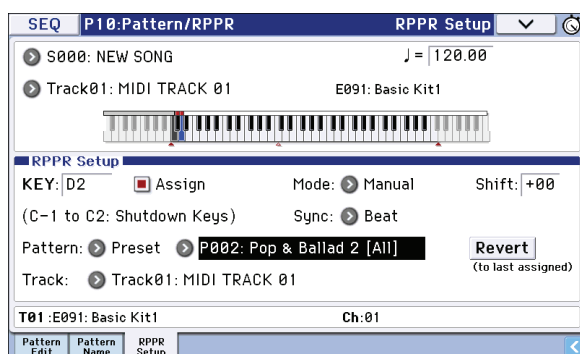 SEQ P10:Pattern/RPPR RPPR Setup
S000: NEW SONG ♩= 120.00
Track01: MIDI TRACK 01 E091: Basic Kit1
RPPR Setup
KEY: D2 Assign Mode: Manual Shift: +00
(C-1 to C2: Shutdown Keys) Sync: Beat
Pattern: Preset P002: Pop & Ballad 2 [All] Revert
(to last assigned)
Track: Track01: MIDI TRACK 01
T01 :E091: Basic Kit1 Ch:01
Pattern Pattern RPPR
Edit Name Setup